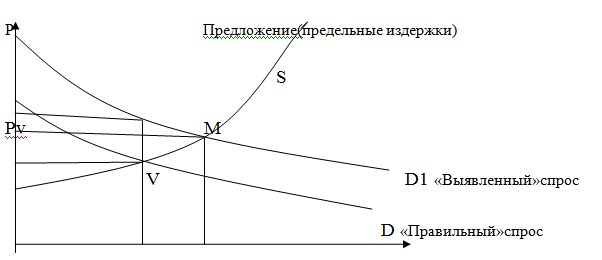 P
Предложение(предельные издержки)
S
Pv
M
V
D1 «Выявленный»спрос
D «Правильный»спрос